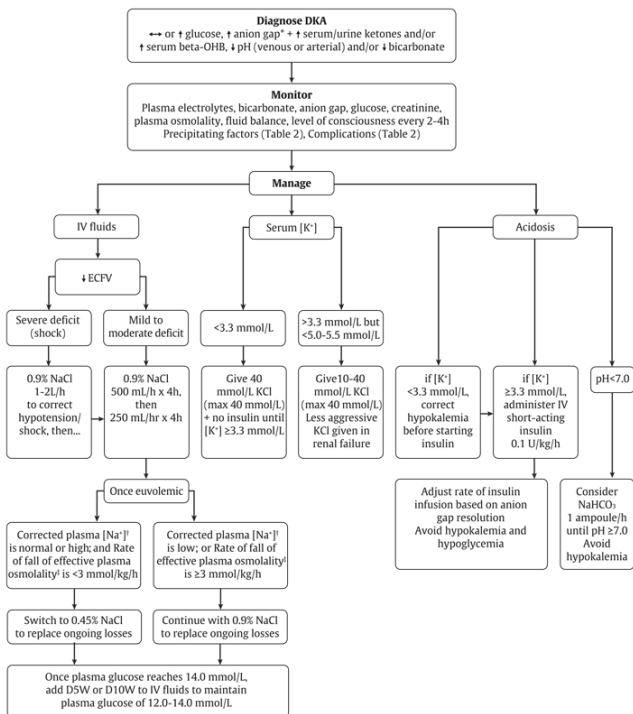 Diagnose DKA
↔ or ↑ glucose, ↑ anion gap* + ↑ serum/urine ketones and/or
↑ serum beta-OHB, ↓ pH (venous or arterial) and/or ↓ bicarbonate
Monitor
Plasma electrolytes, bicarbonate, anion gap, glucose, creatinine,
plasma osmolality, fluid balance, level of consciousness every 2-4h
Precipitating factors (Table 2), Complications (Table 2)
Manage
IV fluids
Serum [K⁺]
Acidosis
↓ ECFV
Severe deficit
(shock)
Mild to
moderate deficit
<3.3 mmol/L
>3.3 mmol/L but
<5.0-5.5 mmol/L
0.9% NaCl
1-2L/h
to correct
hypotension/
shock, then...
0.9% NaCl
500 mL/h x 4h,
then
250 mL/hr x 4h
Give 40
mmol/L KCl
(max 40 mmol/L)
+ no insulin until
[K⁺] ≥3.3 mmol/L
Give10-40
mmol/L KCl
(max 40 mmol/L)
Less aggressive
KCl given in
renal failure
if [K⁺]
<3.3 mmol/L,
correct
hypokalemia
before starting
insulin
if [K⁺]
≥3.3 mmol/L,
administer IV
short-acting
insulin
0.1 U/kg/h
pH<7.0
Once euvolemic
Adjust rate of insulin
infusion based on anion
gap resolution
Avoid hypokalemia and
hypoglycemia
Consider
NaHCO₃
1 ampoule/h
until pH ≥7.0
Avoid
hypokalemia
Corrected plasma [Na⁺]†
is normal or high; and Rate
of fall of effective plasma
osmolality‡ is <3 mmol/kg/h
Corrected plasma [Na⁺]†
is low; or Rate of fall of
effective plasma osmolality‡
is ≥3 mmol/kg/h
Switch to 0.45% NaCl
to replace ongoing losses
Continue with 0.9% NaCl
to replace ongoing losses
Once plasma glucose reaches 14.0 mmol/L,
add D5W or D10W to IV fluids to maintain
plasma glucose of 12.0-14.0 mmol/L